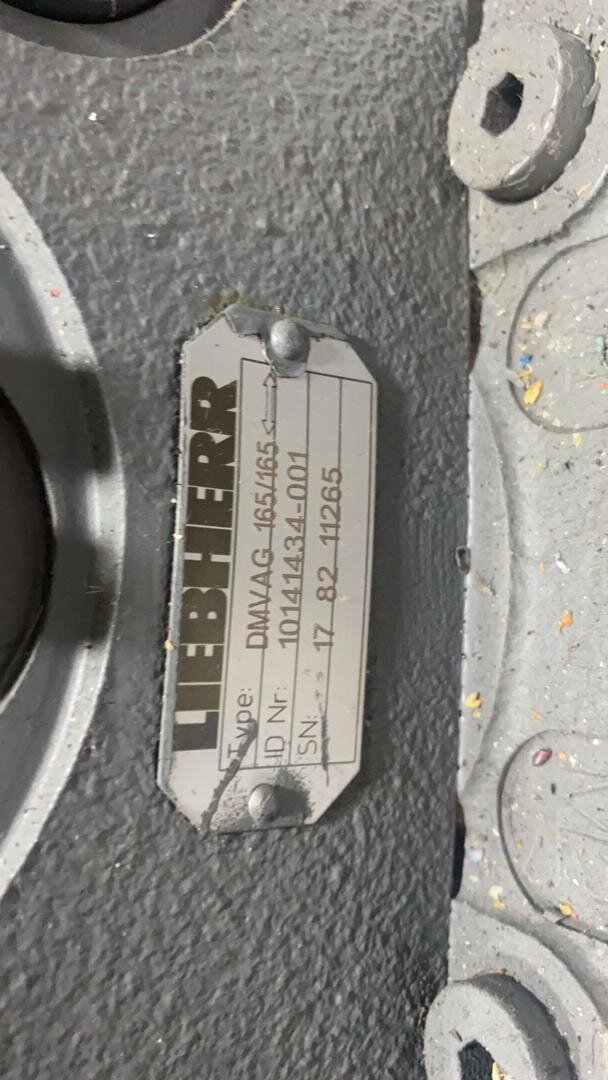 LIEBHERR
Type: DMVAG 165/165
ID Nr: 10141434-001
SN: 17 82 11265